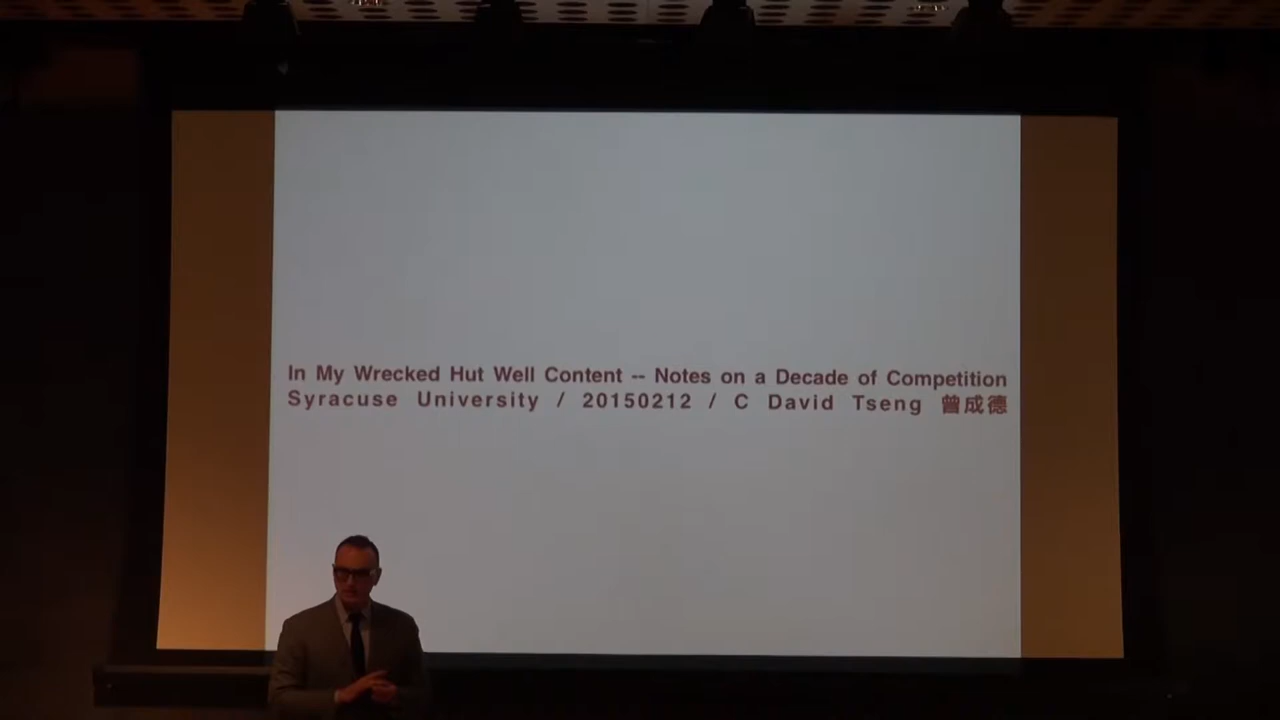 In My Wrecked Hut Well Content -- Notes on a Decade of Competition
Syracuse University / 20150212 / C David Tseng 曾成德